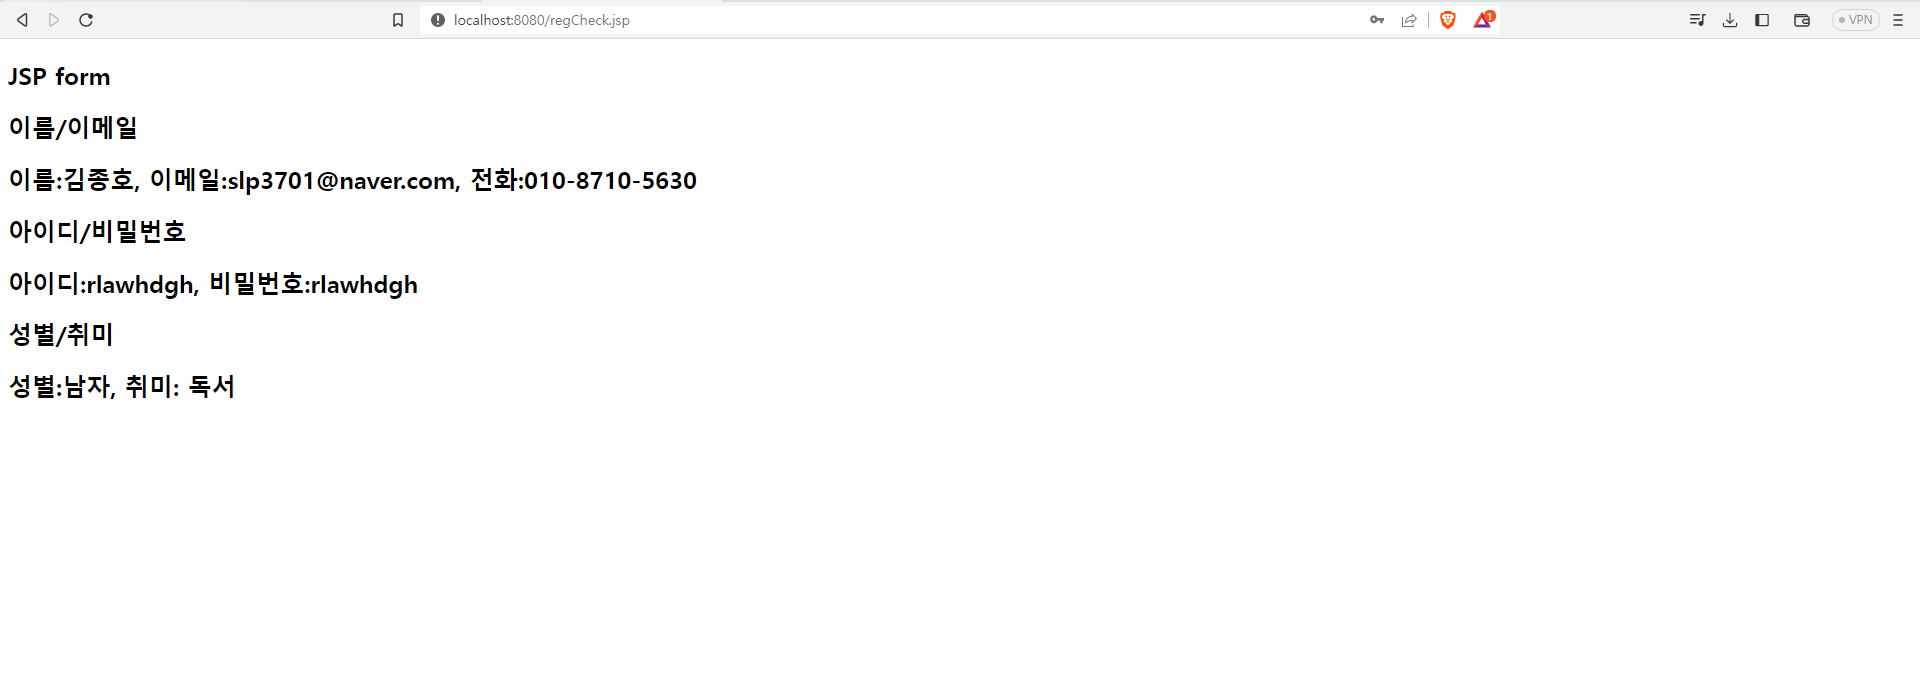 localhost:8080/regCheck.jsp
1
VPN
JSP form
이름/이메일
이름:김종호, 이메일:slp3701@naver.com, 전화:010-8710-5630
아이디/비밀번호
아이디:rlawhdgh, 비밀번호:rlawhdgh
성별/취미
성별:남자, 취미: 독서